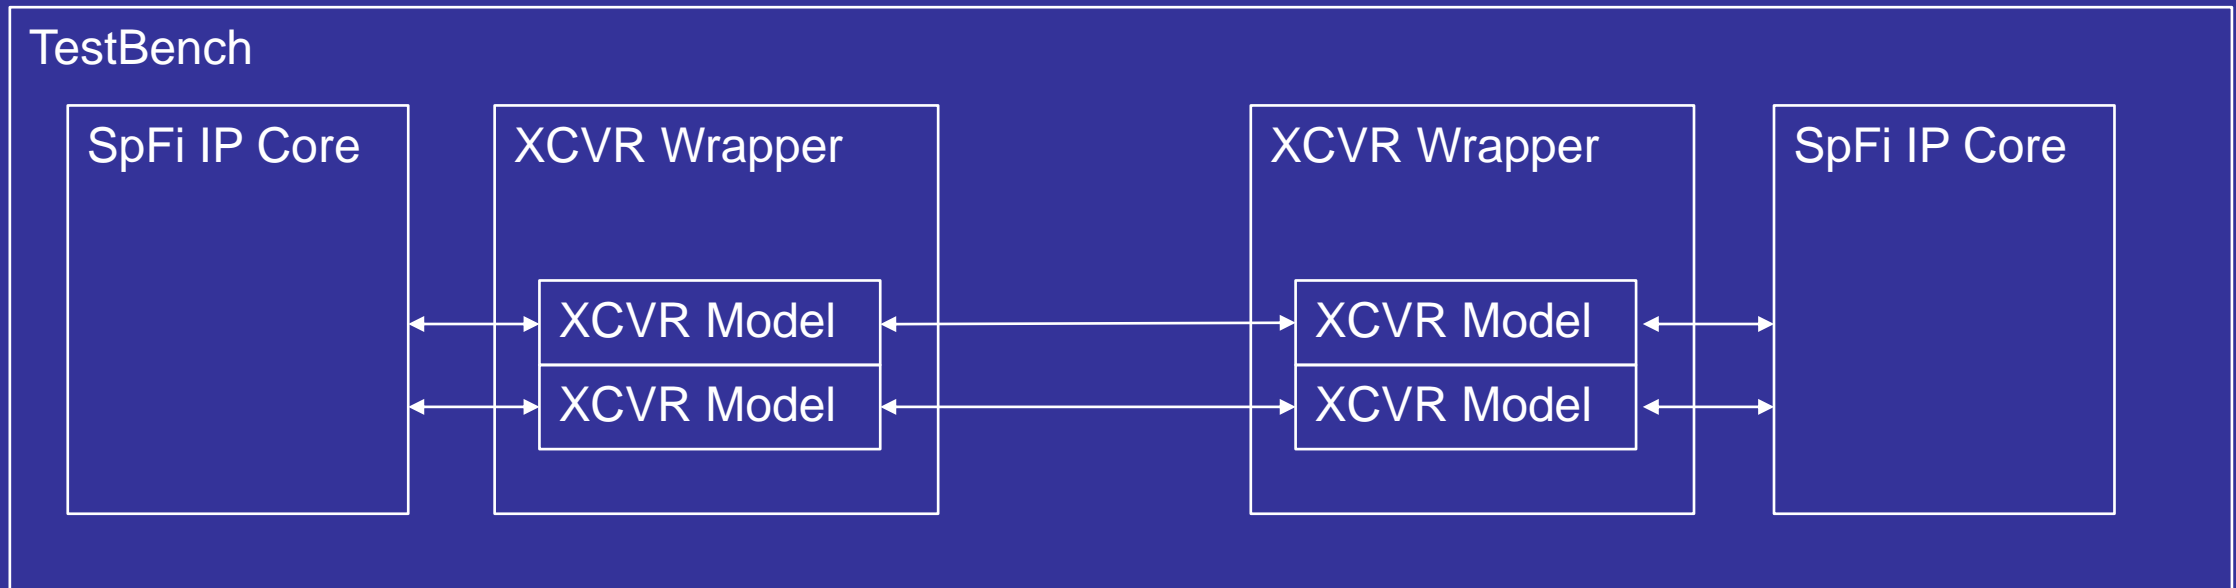 TestBench
SpFi IP Core
XCVR Wrapper
XCVR Wrapper
SpFi IP Core
XCVR Model
XCVR Model
XCVR Model
XCVR Model